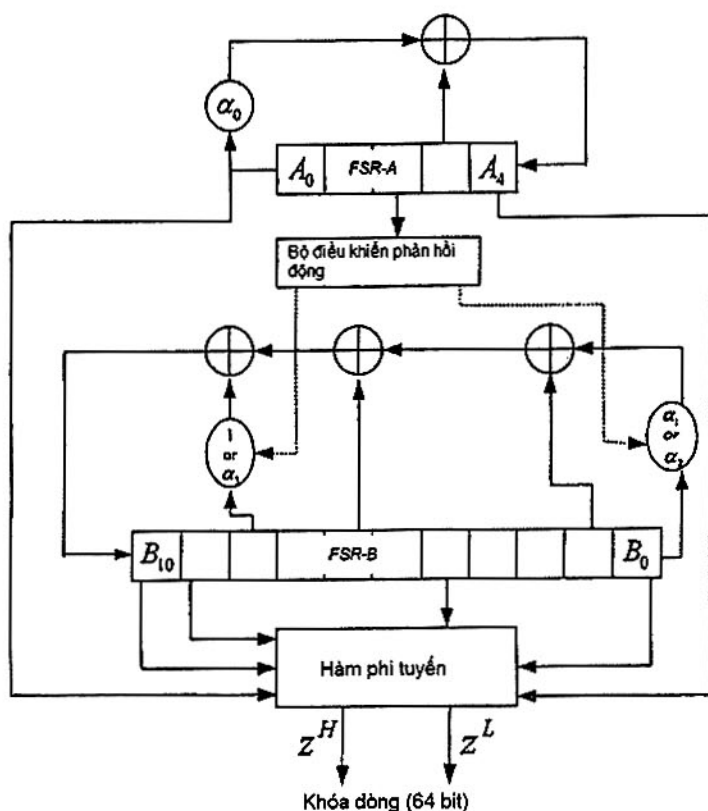 α₀
A₀ FSR-A A₄
Bộ điều khiển phản hồi
động
1
or
α₃
α₁
or
α₂
B₁₀ FSR-B B₀
Hàm phi tuyến
Z^H Z^L
Khóa dòng (64 bit)